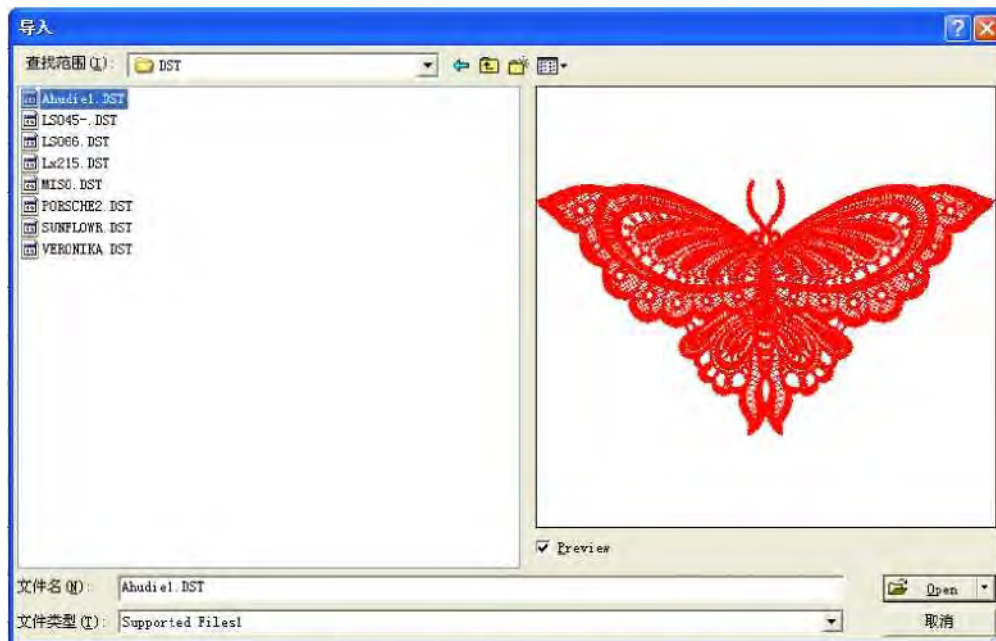 导入
查找范围(I): DST
Ahudie1.DST
LS045-.DST
LS066.DST
Lx215.DST
MISG.DST
PORSCHE2.DST
SUNFLOWR.DST
VERONIKA.DST
Preview
文件名(N): Ahudie1.DST
Open
文件类型(T): Supported Files1
取消